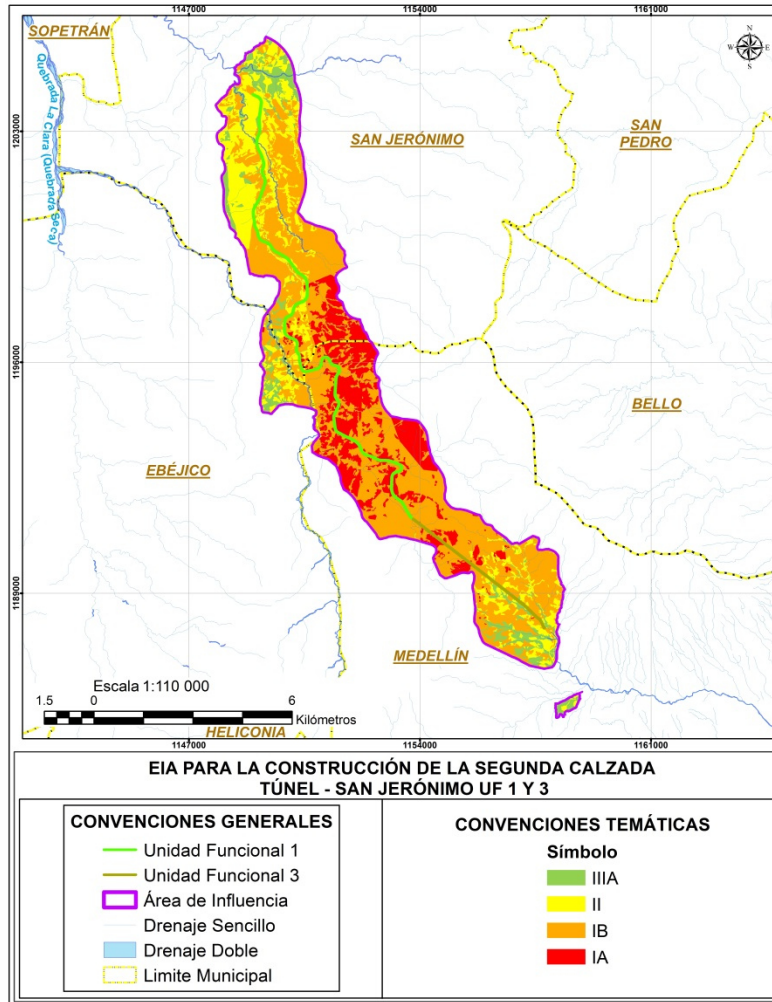 1147000
1154000
1161000
SOPETRÁN
N
W
E
S
Quebrada La Clara (Quebrada Seca)
1203000
SAN JERÓNIMO
SAN
PEDRO
1196000
BELLO
EBÉJICO
1189000
MEDELLÍN
Escala 1:110 000
1.5
0
6
Kilómetros
HELICONIA
1147000
1154000
1161000
EIA PARA LA CONSTRUCCIÓN DE LA SEGUNDA CALZADA
TÚNEL - SAN JERÓNIMO UF 1 Y 3
CONVENCIONES GENERALES
Unidad Funcional 1
Unidad Funcional 3
Área de Influencia
Drenaje Sencillo
Drenaje Doble
Limite Municipal
CONVENCIONES TEMÁTICAS
Símbolo
IIIA
II
IB
IA